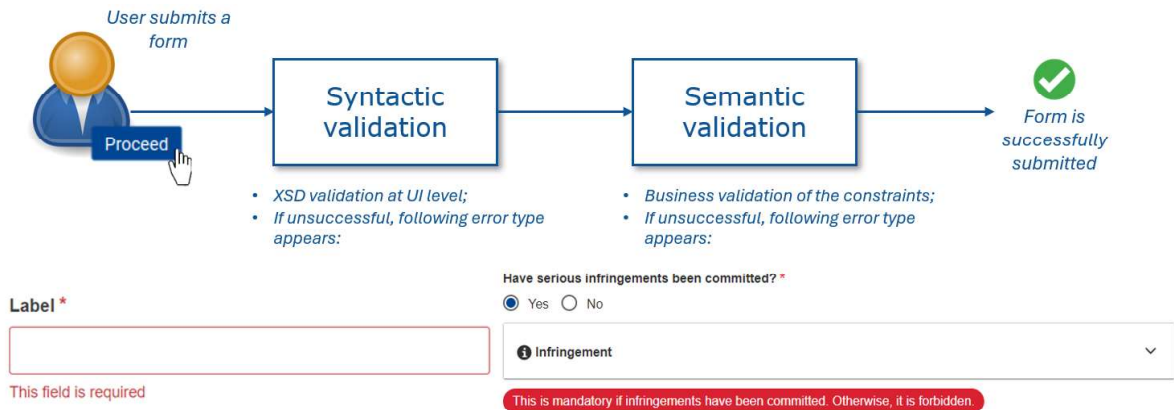 User submits a
form
Proceed
Syntactic
validation
Semantic
validation
Form is
successfully
submitted
• XSD validation at UI level;
• If unsuccessful, following error type
appears:
• Business validation of the constraints;
• If unsuccessful, following error type
appears:
Label *
This field is required
Have serious infringements been committed? *
Yes No
Infringement
This is mandatory if infringements have been committed. Otherwise, it is forbidden.